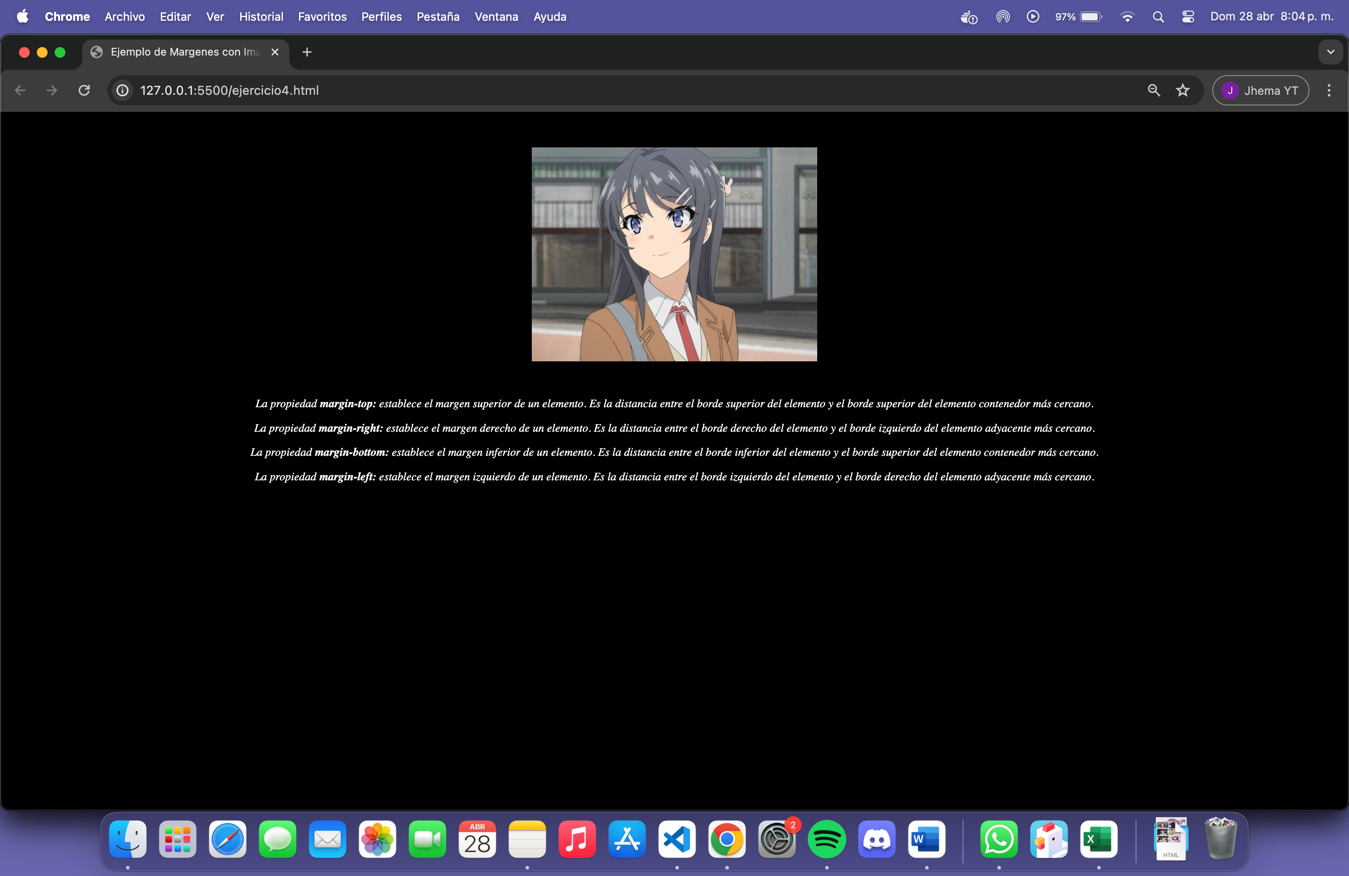 Chrome Archivo Editar Ver Historial Favoritos Perfiles Pestaña Ventana Ayuda 97% Dom 28 abr 8:04 p. m.
Ejemplo de Margenes con Ima
127.0.0.1:5500/ejercicio4.html J Jhema YT
La propiedad margin-top: establece el margen superior de un elemento. Es la distancia entre el borde superior del elemento y el borde superior del elemento contenedor más cercano.
La propiedad margin-right: establece el margen derecho de un elemento. Es la distancia entre el borde derecho del elemento y el borde izquierdo del elemento adyacente más cercano.
La propiedad margin-bottom: establece el margen inferior de un elemento. Es la distancia entre el borde inferior del elemento y el borde superior del elemento contenedor más cercano.
La propiedad margin-left: establece el margen izquierdo de un elemento. Es la distancia entre el borde izquierdo del elemento y el borde derecho del elemento adyacente más cercano.
ABR 2
28 W X HTML